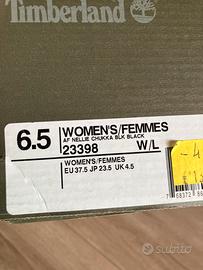 Timberland
6.5
WOMEN'S/FEMMES
AF NELLIE CHUKKA BLK BLACK
23398
W/L
WOMEN'S/FEMMES
EU 37.5 JP 23.5 UK 4.5
subito